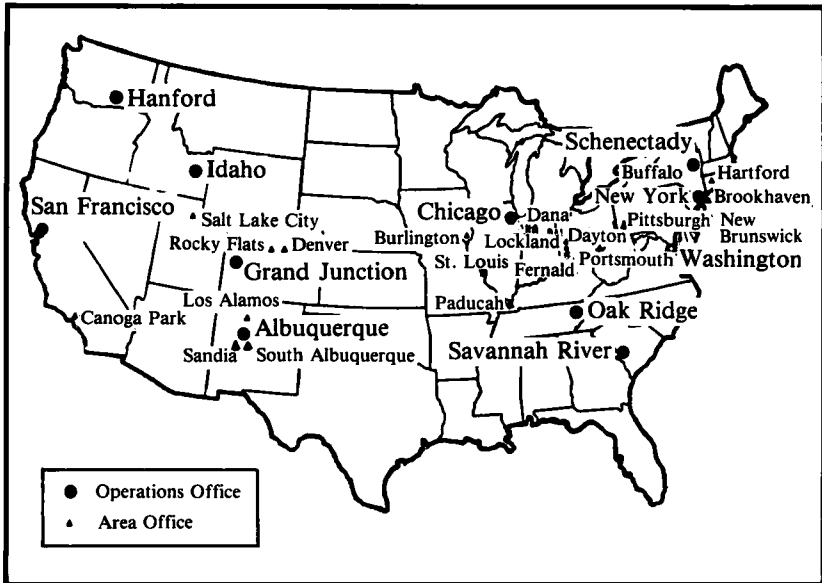 Hanford
Schenectady
Idaho
Buffalo
Hartford
New York
Brookhaven
San Francisco
Chicago
Dana
Pittsburgh
New
Brunswick
Salt Lake City
Burlington
Lockland
Dayton
Rocky Flats
Denver
St. Louis
Fernald
Portsmouth
Washington
Grand Junction
Los Alamos
Paducah
Oak Ridge
Canoga Park
Albuquerque
Sandia
South Albuquerque
Savannah River
Operations Office
Area Office